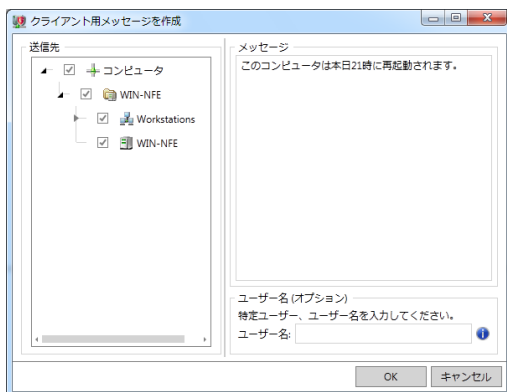 クライアント用メッセージを作成
送信先
コンピュータ
WIN-NFE
Workstations
WIN-NFE
メッセージ
このコンピュータは本日21時に再起動されます。
ユーザー名 (オプション)
特定ユーザー、ユーザー名を入力してください。
ユーザー名:
OK
キャンセル